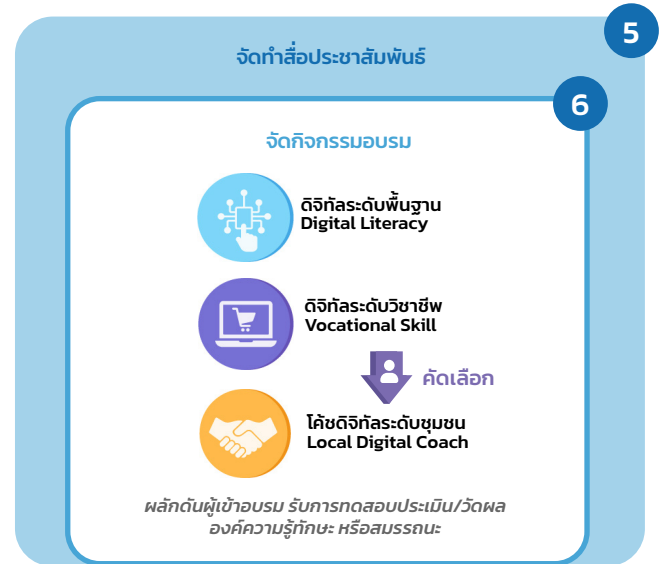 5
จัดทำสื่อประชาสัมพันธ์
6
จัดกิจกรรมอบรม
ดิจิทัลระดับพื้นฐาน
Digital Literacy
ดิจิทัลระดับวิชาชีพ
Vocational Skill
คัดเลือก
โค้ชดิจิทัลระดับชุมชน
Local Digital Coach
ผลักดันผู้เข้าอบรม รับการทดสอบประเมิน/วัดผล
องค์ความรู้ทักษะ หรือสมรรถนะ